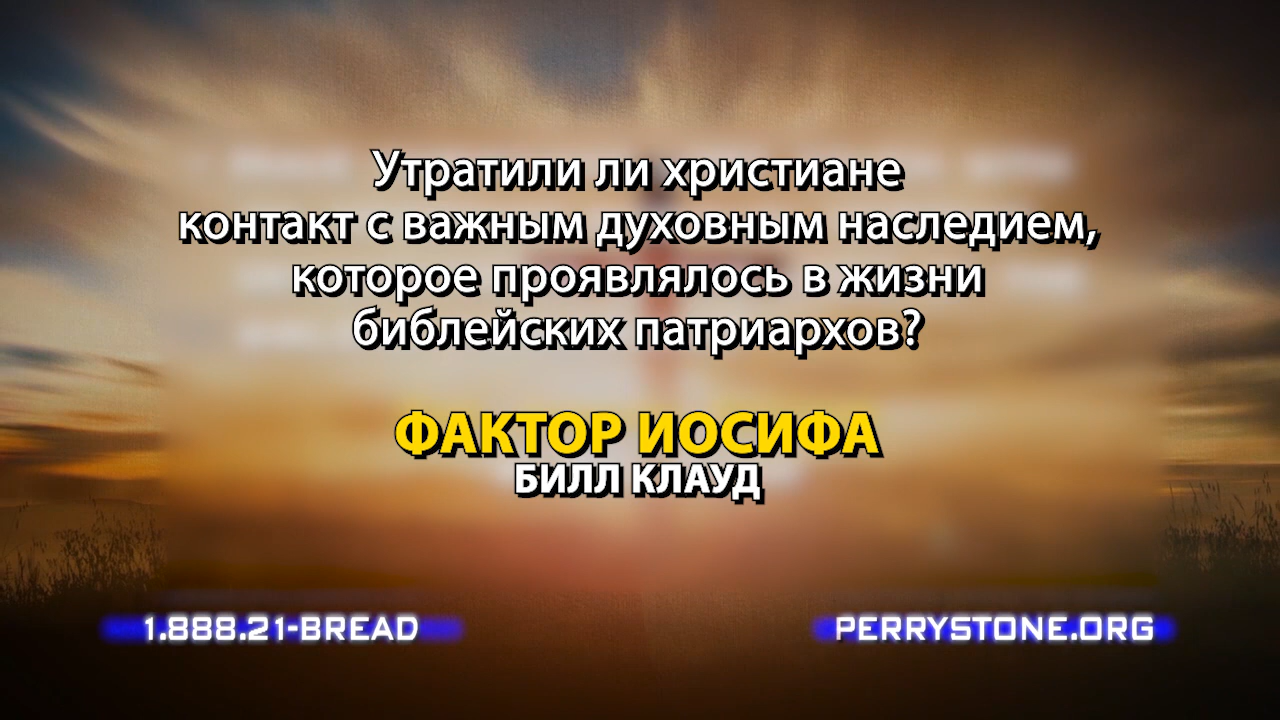 Утратили ли христиане
контакт с важным духовным наследием,
которое проявлялось в жизни
библейских патриархов?
ФАКТОР ИОСИФА
БИЛЛ КЛАУД
1.888.21-BREAD
PERRYSTONE.ORG